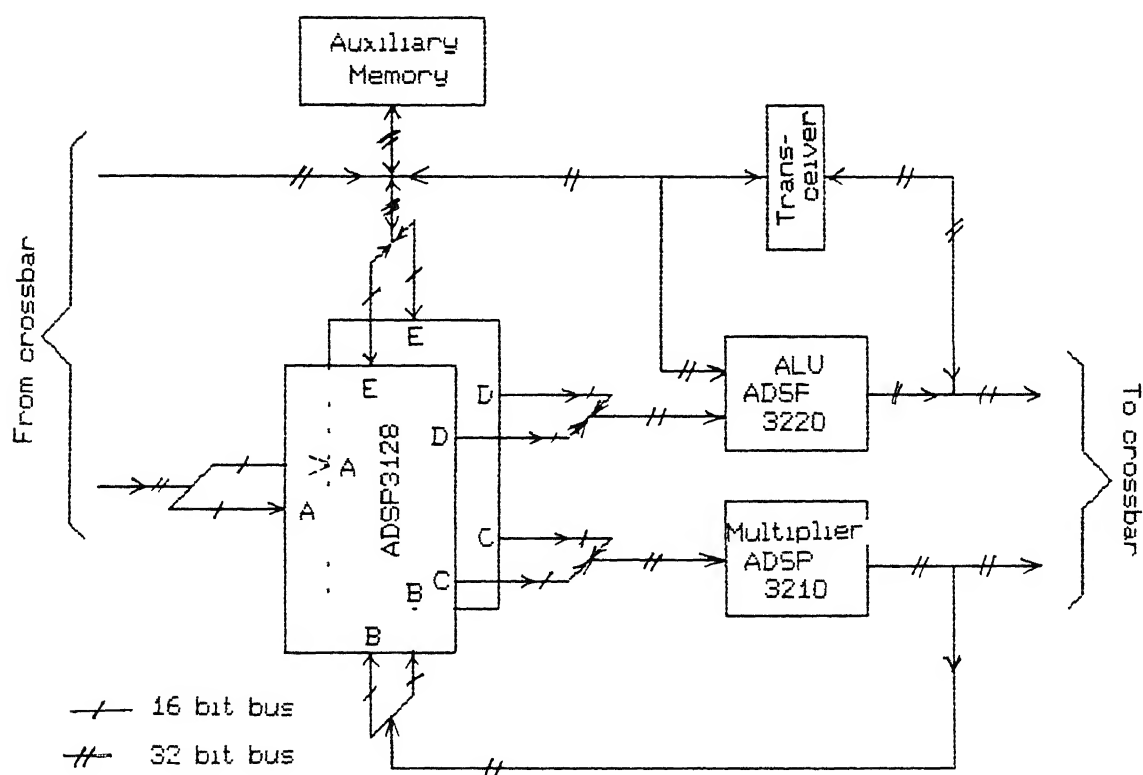 Auxiliary
Memory
Trans-
ceiver
From crossbar
E
E
D
D
A
A
ADSP3128
C
C
B
B
ALU
ADSP
3220
Multiplier
ADSP
3210
To crossbar
16 bit bus
32 bit bus